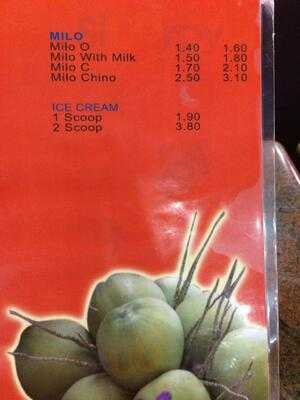 MILO
Milo O 1.40 1.60
Milo With Milk 1.50 1.80
Milo C 1.70 2.10
Milo Chino 2.50 3.10
ICE CREAM
1 Scoop 1.90
2 Scoop 3.80